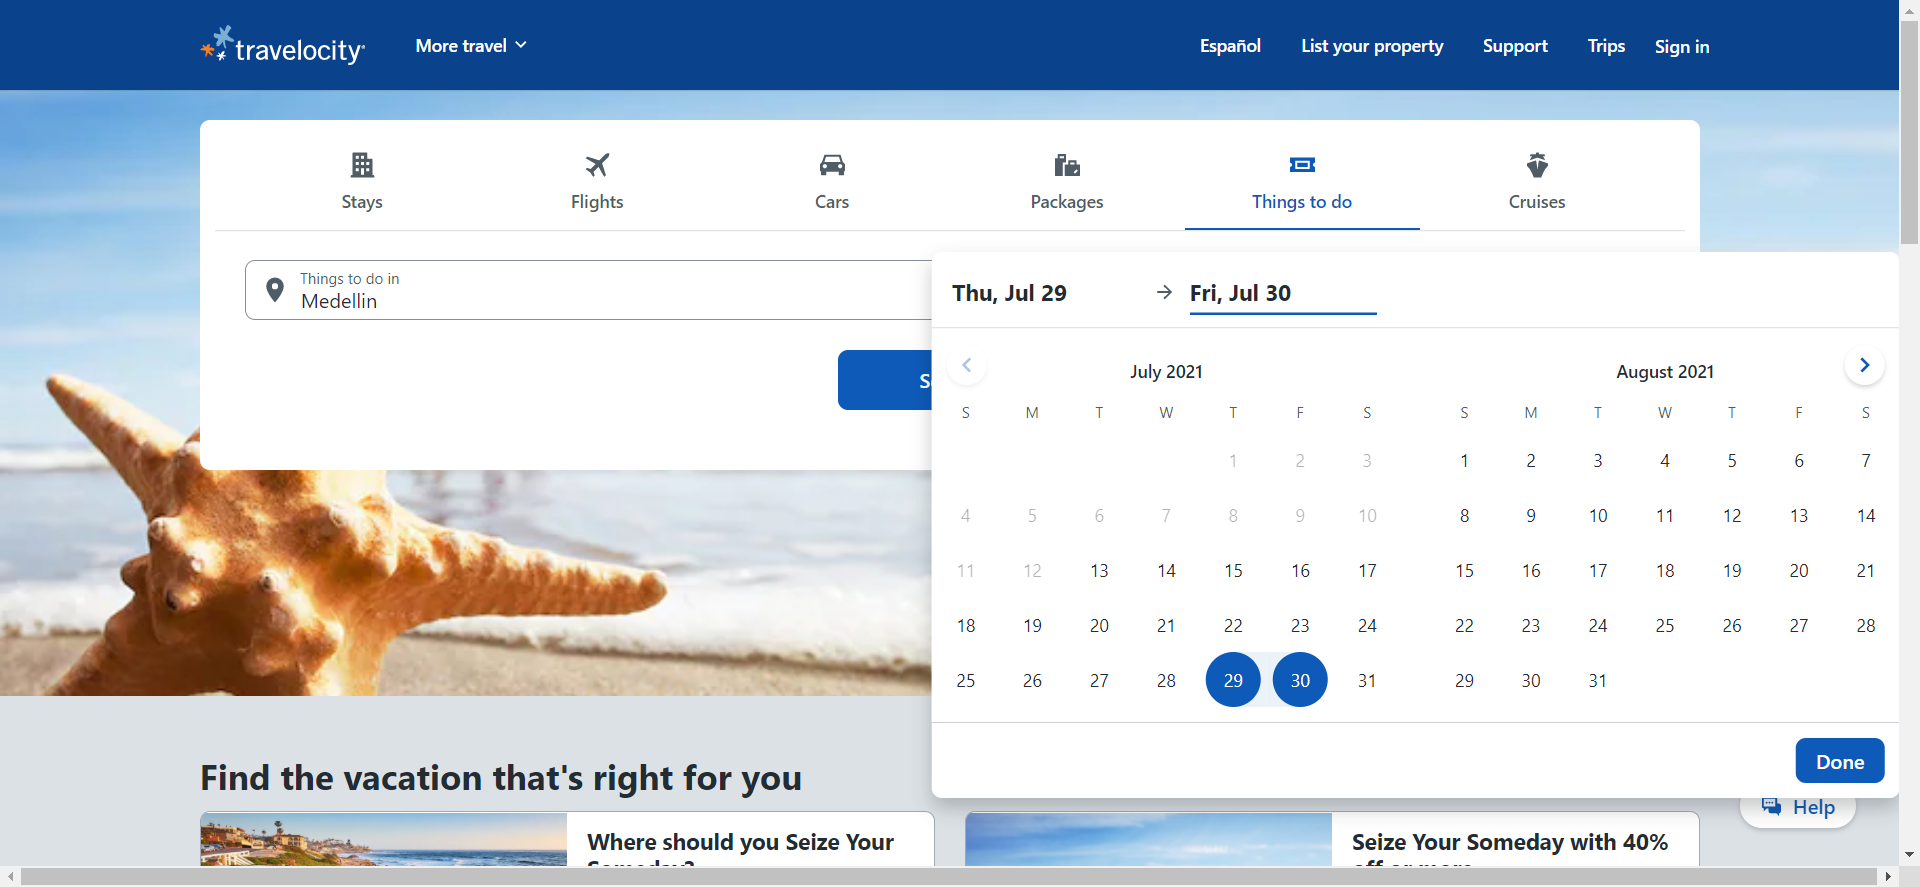 travelocity
More travel
Español
List your property
Support
Trips
Sign in
Stays
Flights
Cars
Packages
Things to do
Cruises
Things to do in
Medellin
Thu, Jul 29
Fri, Jul 30
July 2021
S M T W T F S
1 2 3
4 5 6 7 8 9 10
11 12 13 14 15 16 17
18 19 20 21 22 23 24
25 26 27 28 29 30 31
August 2021
S M T W T F S
1 2 3 4 5 6 7
8 9 10 11 12 13 14
15 16 17 18 19 20 21
22 23 24 25 26 27 28
29 30 31
Done
Help
Find the vacation that's right for you
Where should you Seize Your
Someday?
Seize Your Someday with 40%
off or more